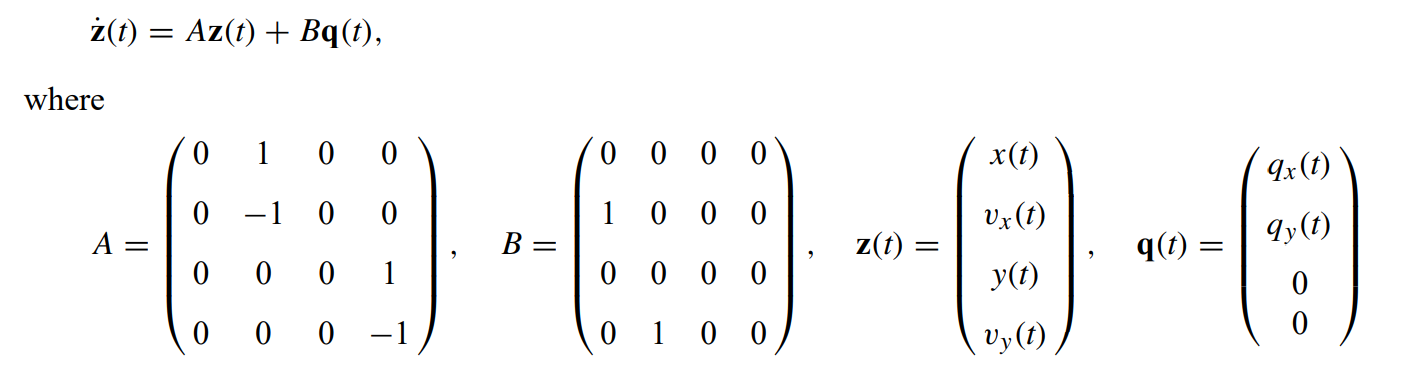 ż(t) = Az(t) + Bq(t),
where
A = ( 0 1 0 0 ; 0 −1 0 0 ; 0 0 0 1 ; 0 0 0 −1 ), B = ( 0 0 0 0 ; 1 0 0 0 ; 0 0 0 0 ; 0 1 0 0 ), z(t) = ( x(t) ; v_x(t) ; y(t) ; v_y(t) ), q(t) = ( q_x(t) ; q_y(t) ; 0 ; 0 )